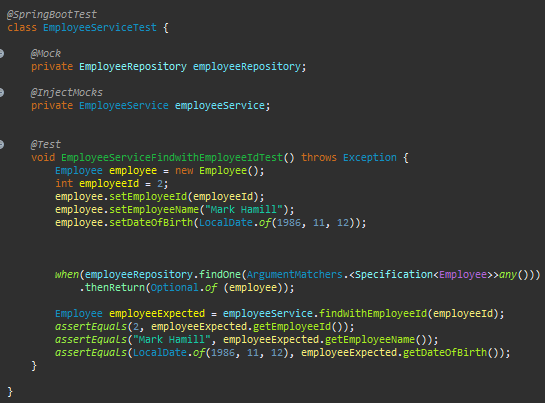 @SpringBootTest
class EmployeeServiceTest {
@Mock
private EmployeeRepository employeeRepository;
@InjectMocks
private EmployeeService employeeService;
@Test
void EmployeeServiceFindwithEmployeeIdTest() throws Exception {
Employee employee = new Employee();
int employeeId = 2;
employee.setEmployeeId(employeeId);
employee.setEmployeeName("Mark Hamill");
employee.setDateOfBirth(LocalDate.of(1986, 11, 12));
when(employeeRepository.findOne(ArgumentMatchers.<Specification<Employee>>any()))
.thenReturn(Optional.of (employee));
Employee employeeExpected = employeeService.findWithEmployeeId(employeeId);
assertEquals(2, employeeExpected.getEmployeeId());
assertEquals("Mark Hamill", employeeExpected.getEmployeeName());
assertEquals(LocalDate.of(1986, 11, 12), employeeExpected.getDateOfBirth());
}
}